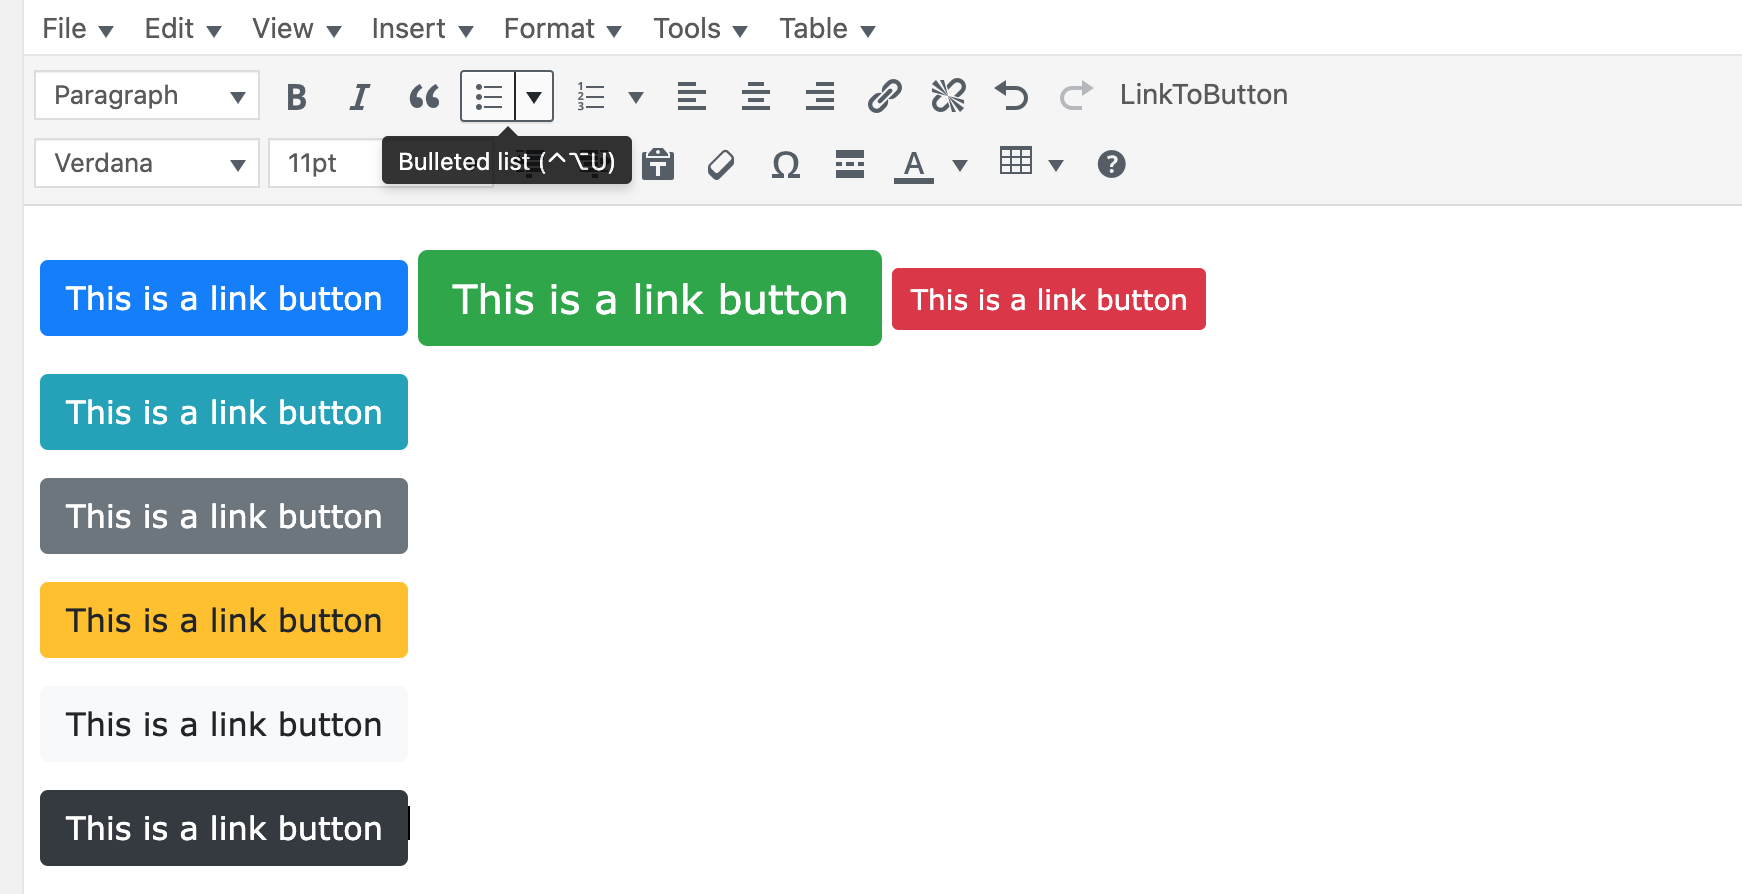 File Edit View Insert Format Tools Table
Paragraph B I LinkToButton
Verdana 11pt Bulleted list (^⌥U) T Ω A ?
This is a link button This is a link button This is a link button
This is a link button
This is a link button
This is a link button
This is a link button
This is a link button